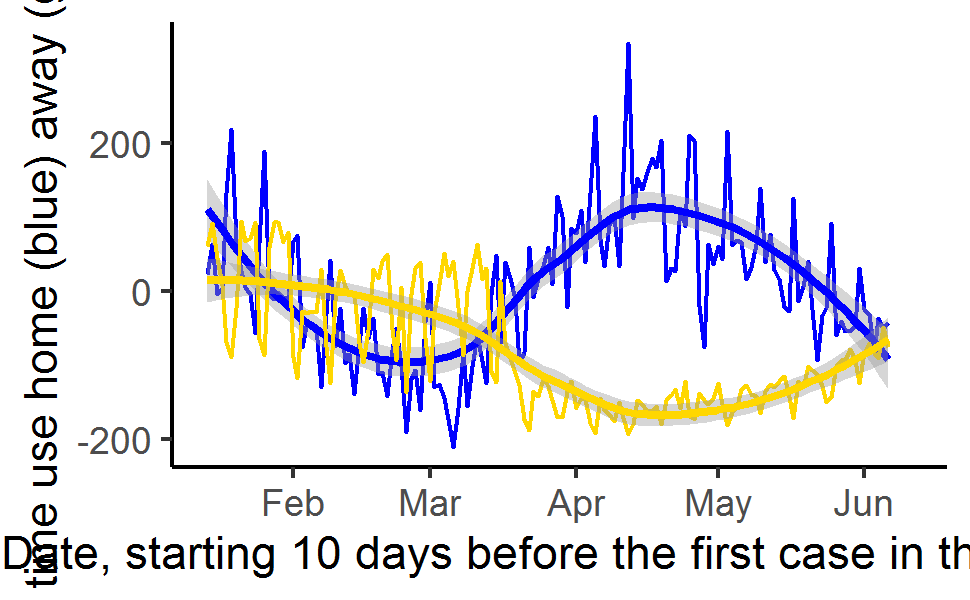 time use home (blue) away (
200
0
-200
Feb Mar Apr May Jun
Date, starting 10 days before the first case in th